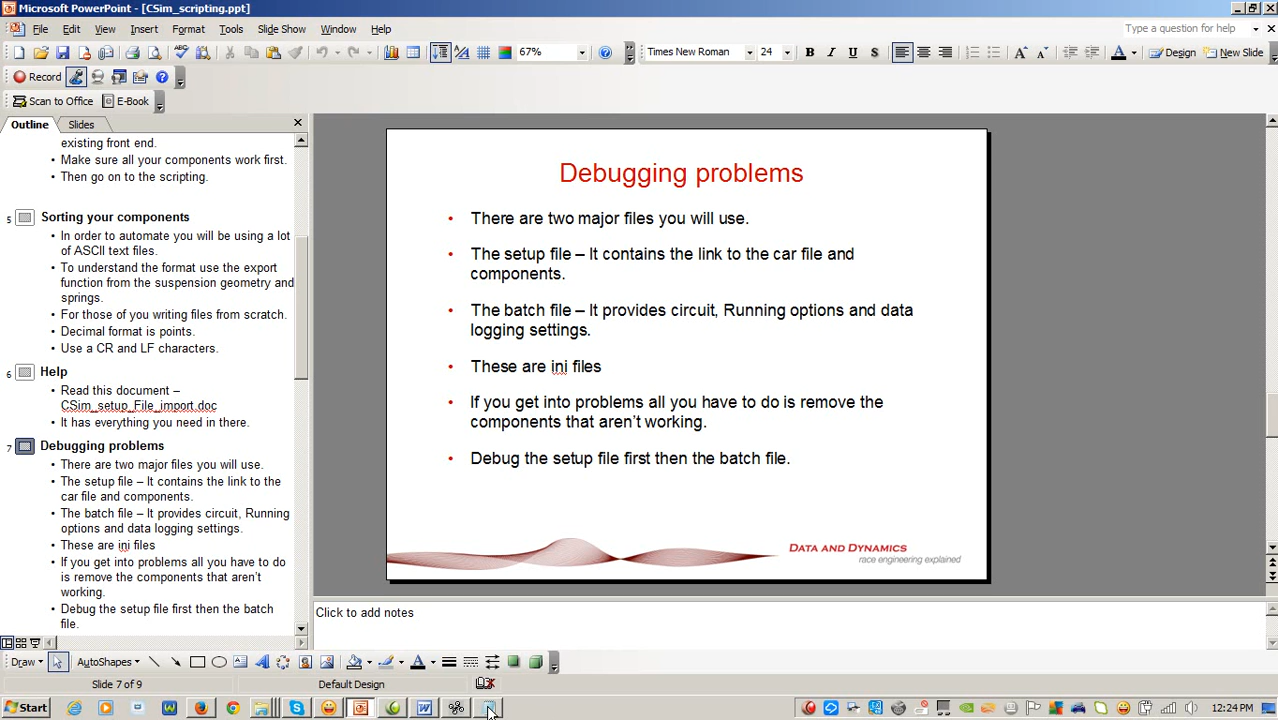 Microsoft PowerPoint - [CSim_scripting.ppt]
File Edit View Insert Format Tools Slide Show Window Help
Type a question for help
67%
Times New Roman
24
B I U S
A A A
Design
New Slide
Record
Scan to Office E-Book
Outline Slides
existing front end.
• Make sure all your components work first.
• Then go on to the scripting.
5 Sorting your components
• In order to automate you will be using a lot
of ASCII text files.
• To understand the format use the export
function from the suspension geometry and
springs.
• For those of you writing files from scratch.
• Decimal format is points.
• Use a CR and LF characters.
6 Help
• Read this document –
CSim_setup_File_import.doc
• It has everything you need in there.
7 Debugging problems
• There are two major files you will use.
• The setup file – It contains the link to the
car file and components.
• The batch file – It provides circuit, Running
options and data logging settings.
• These are ini files
• If you get into problems all you have to do
is remove the components that aren't
working.
• Debug the setup file first then the batch
file.
Debugging problems
• There are two major files you will use.
• The setup file – It contains the link to the car file and
components.
• The batch file – It provides circuit, Running options and data
logging settings.
• These are ini files
• If you get into problems all you have to do is remove the
components that aren't working.
• Debug the setup file first then the batch file.
DATA AND DYNAMICS
race engineering explained
Click to add notes
Draw AutoShapes
Slide 7 of 9
Default Design
Start
12:24 PM